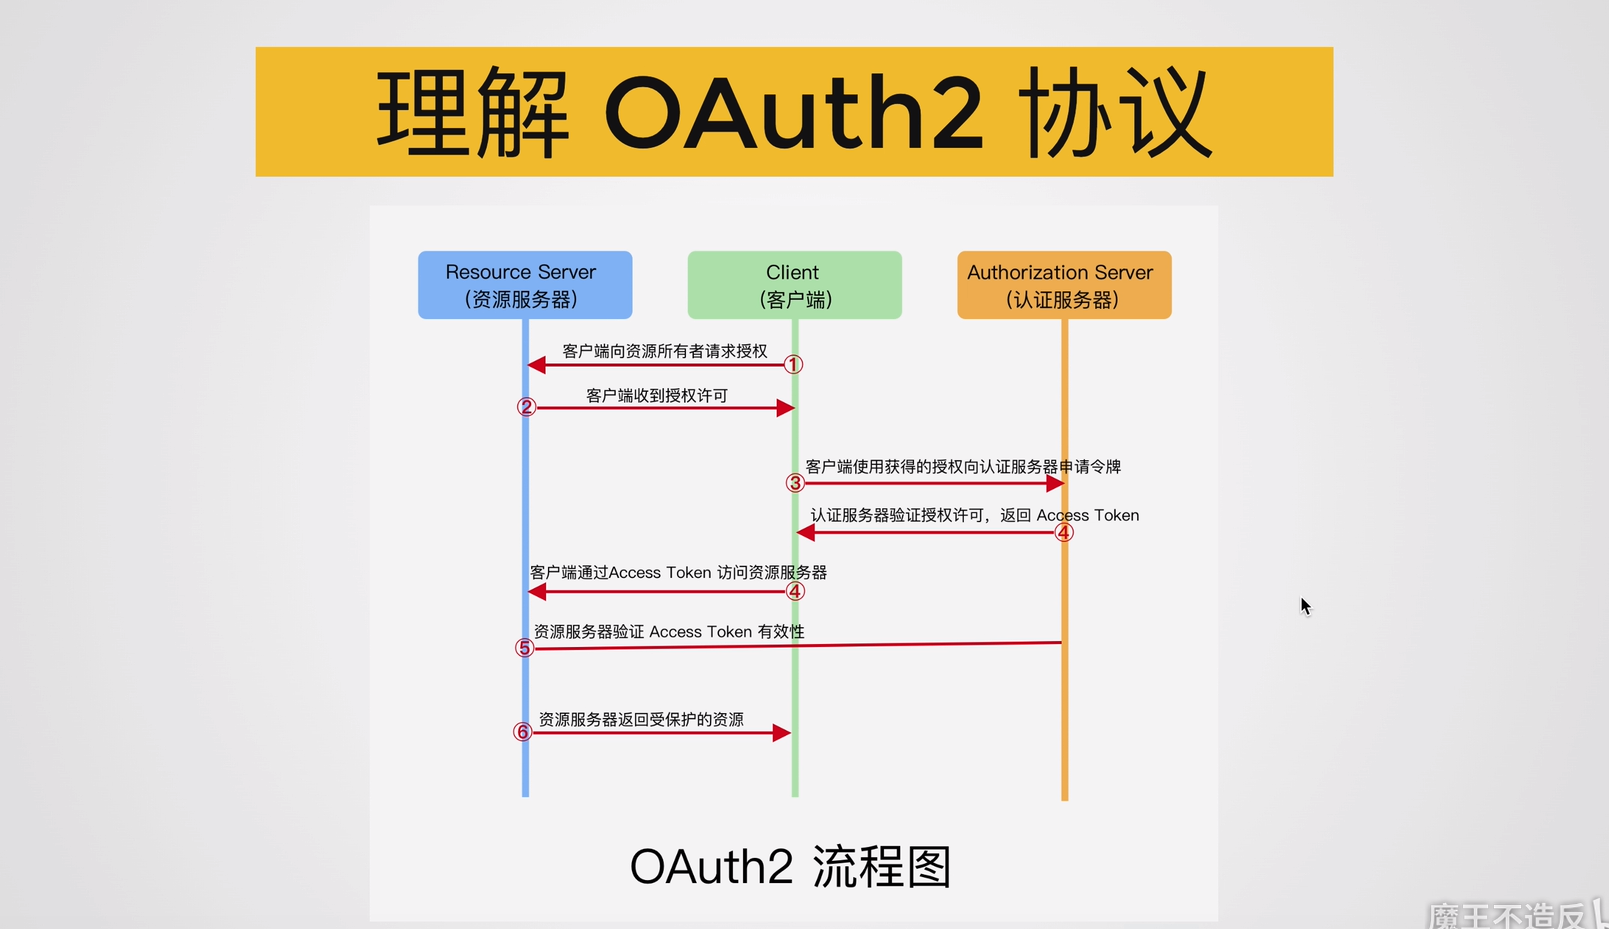 理解 OAuth2 协议
Resource Server
（资源服务器）
Client
（客户端）
Authorization Server
（认证服务器）
客户端向资源所有者请求授权
①
客户端收到授权许可
②
客户端使用获得的授权向认证服务器申请令牌
③
认证服务器验证授权许可，返回 Access Token
④
客户端通过Access Token 访问资源服务器
④
资源服务器验证 Access Token 有效性
⑤
资源服务器返回受保护的资源
⑥
OAuth2 流程图
魔王不造反